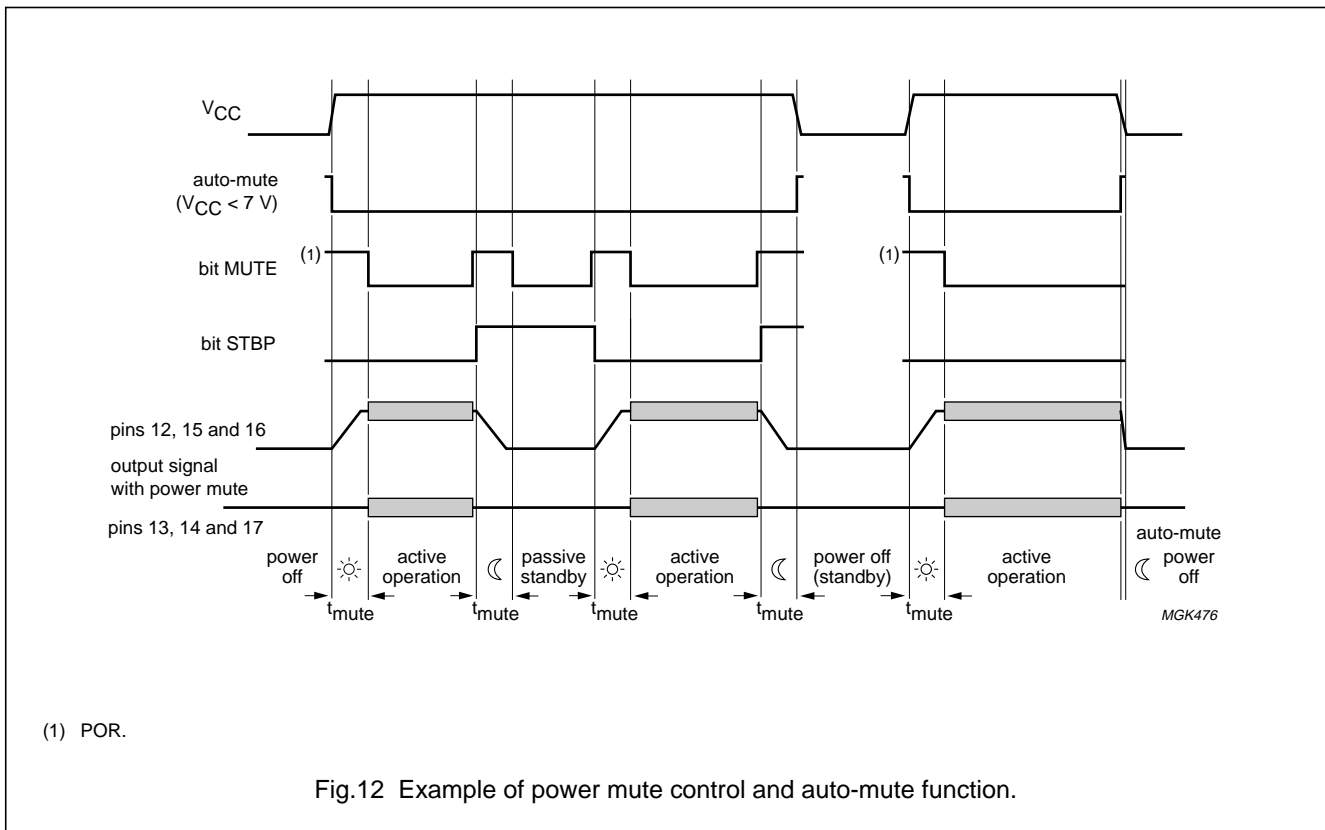 VCC
auto-mute
(VCC < 7 V)
(1)
(1)
bit MUTE
bit STBP
pins 12, 15 and 16
output signal
with power mute
pins 13, 14 and 17
power
off
active
operation
passive
standby
active
operation
power off
(standby)
active
operation
auto-mute
power
off
tmute
tmute
tmute
tmute
tmute
MGK476
(1) POR.
Fig.12 Example of power mute control and auto-mute function.